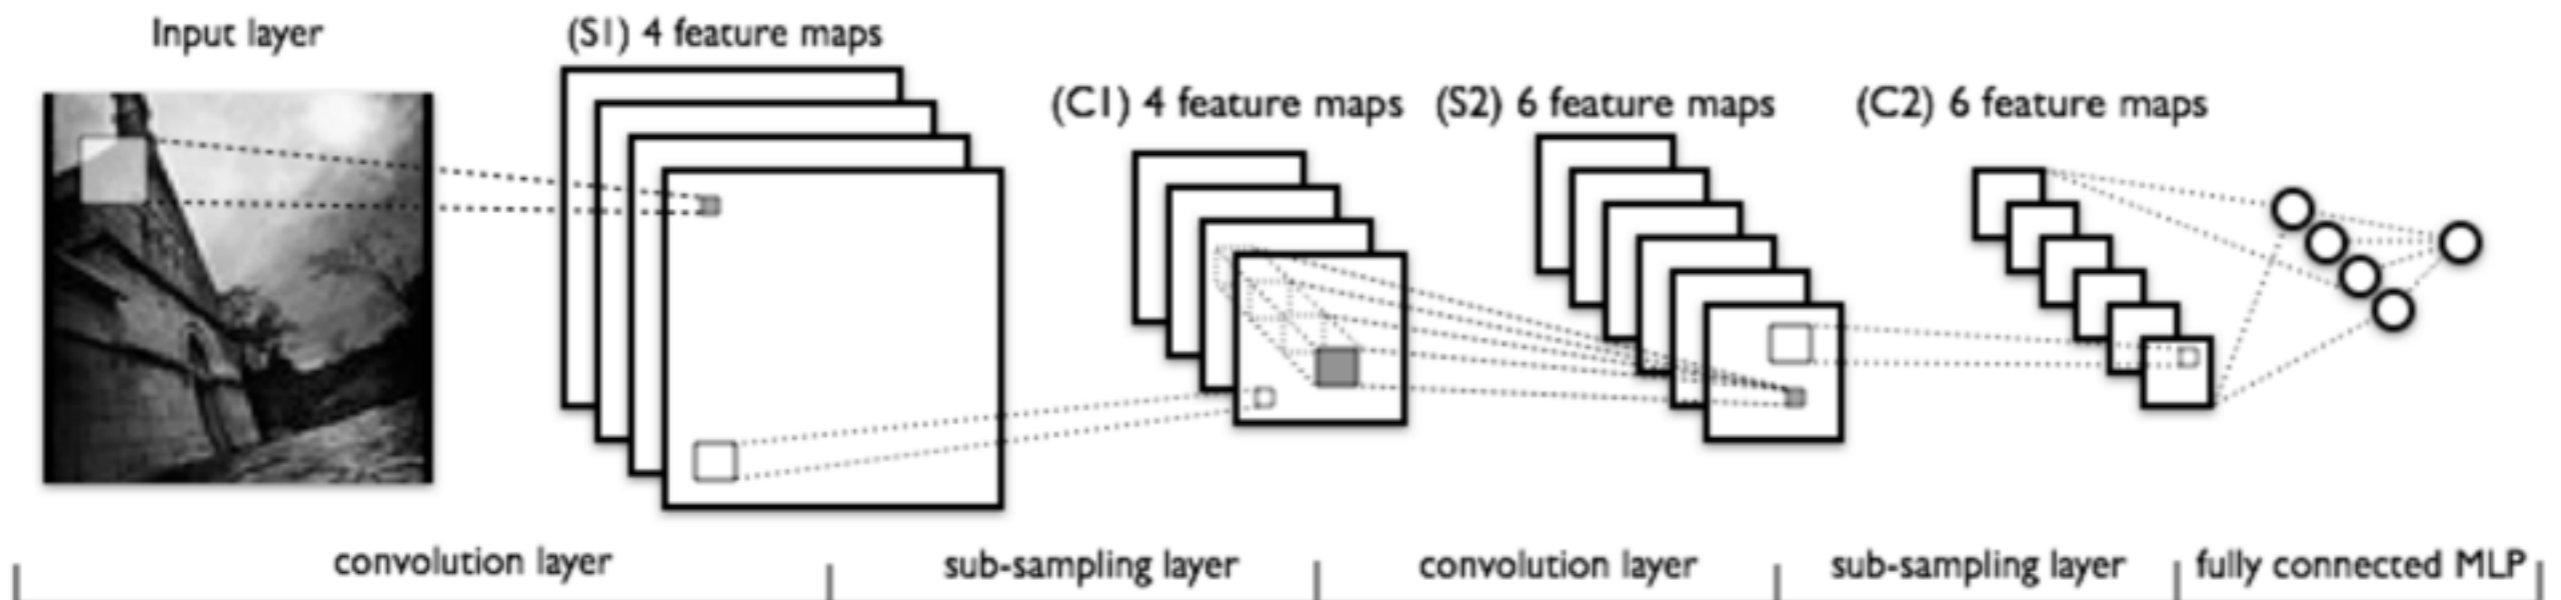 Input layer
(S1) 4 feature maps
(C1) 4 feature maps
(S2) 6 feature maps
(C2) 6 feature maps
convolution layer
sub-sampling layer
convolution layer
sub-sampling layer
fully connected MLP